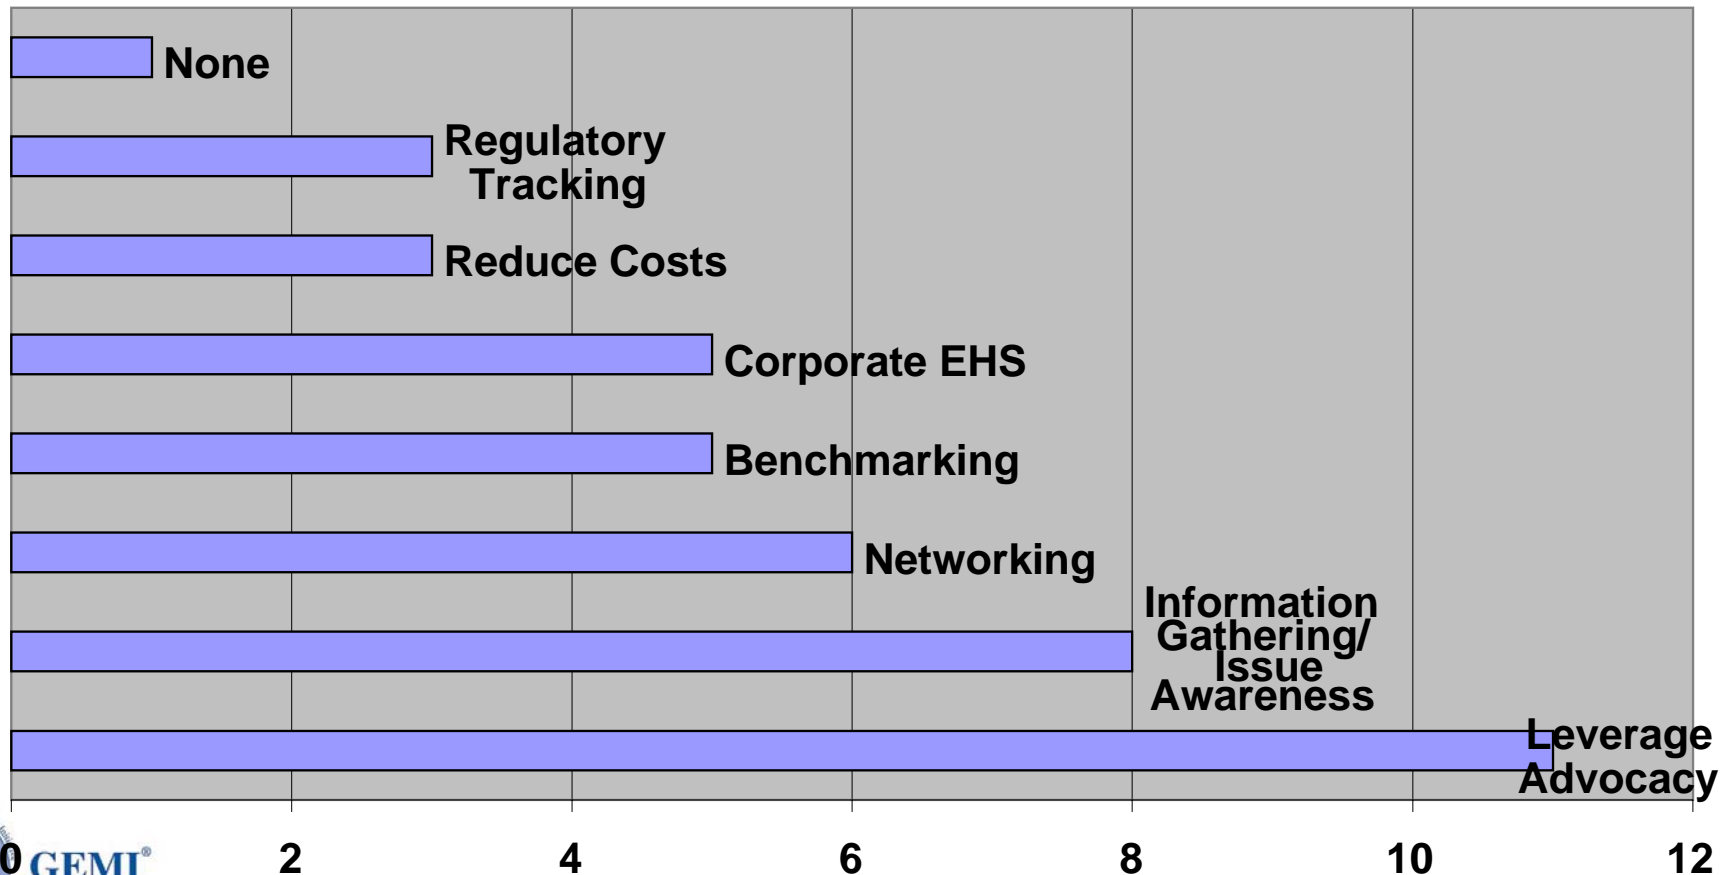 None
Regulatory
Tracking
Reduce Costs
Corporate EHS
Benchmarking
Networking
Information
Gathering/
Issue
Awareness
Leverage
Advocacy
0 2 4 6 8 10 12
GEMI®